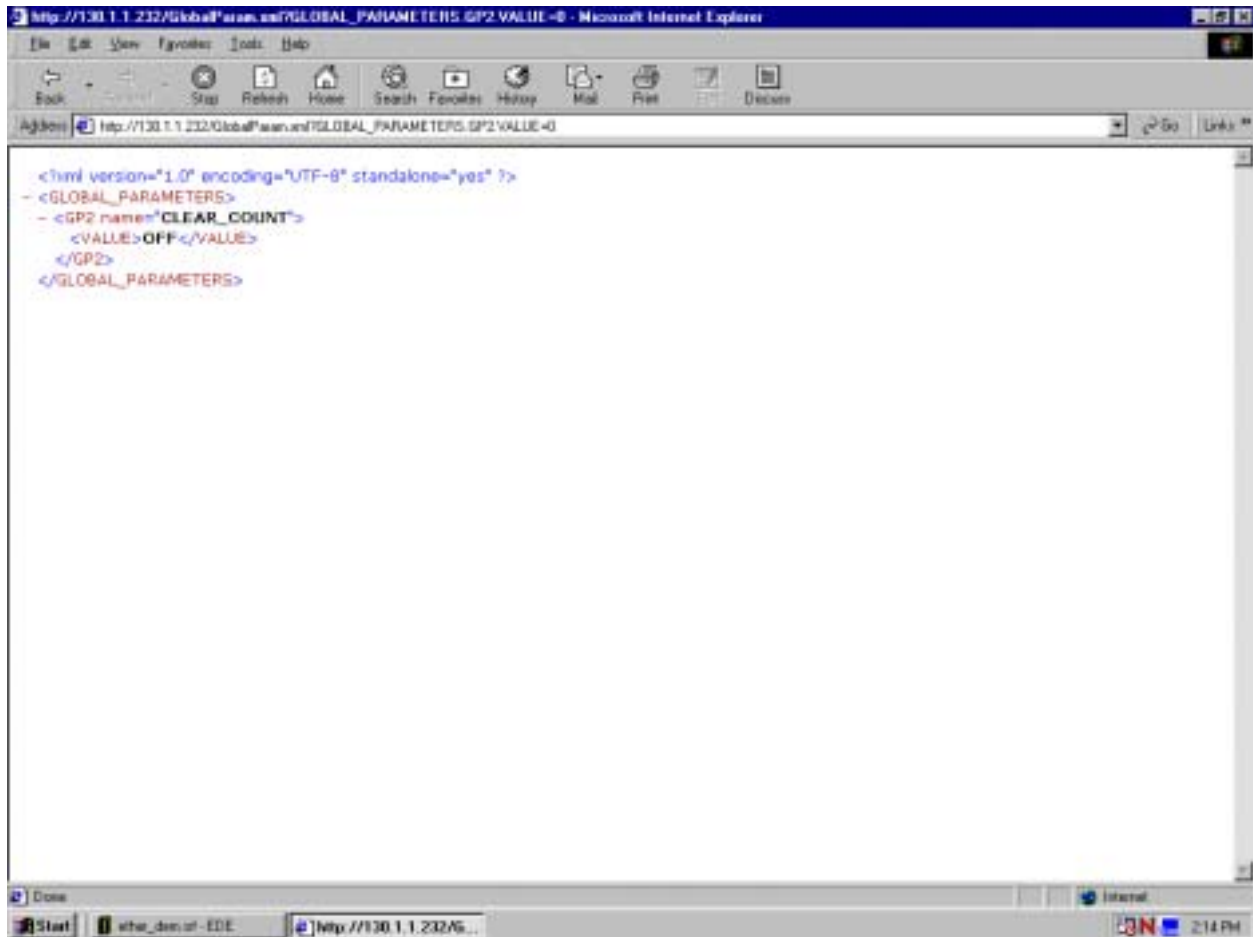 http://130.1.1.232/GlobalParam.xml?GLOBAL_PARAMETERS.GP2.VALUE=0 - Microsoft Internet Explorer
File Edit View Favorites Tools Help
Back Forward Stop Refresh Home Search Favorites History Mail Print Edit Discuss
Address http://130.1.1.232/GlobalParam.xml?GLOBAL_PARAMETERS.GP2.VALUE=0 Go Links »
<?xml version="1.0" encoding="UTF-8" standalone="yes" ?>
- <GLOBAL_PARAMETERS>
- <GP2 name="CLEAR_COUNT">
<VALUE>OFF</VALUE>
</GP2>
</GLOBAL_PARAMETERS>
Done Internet
Start - EDE http://130.1.1.232/G... 2:14 PM